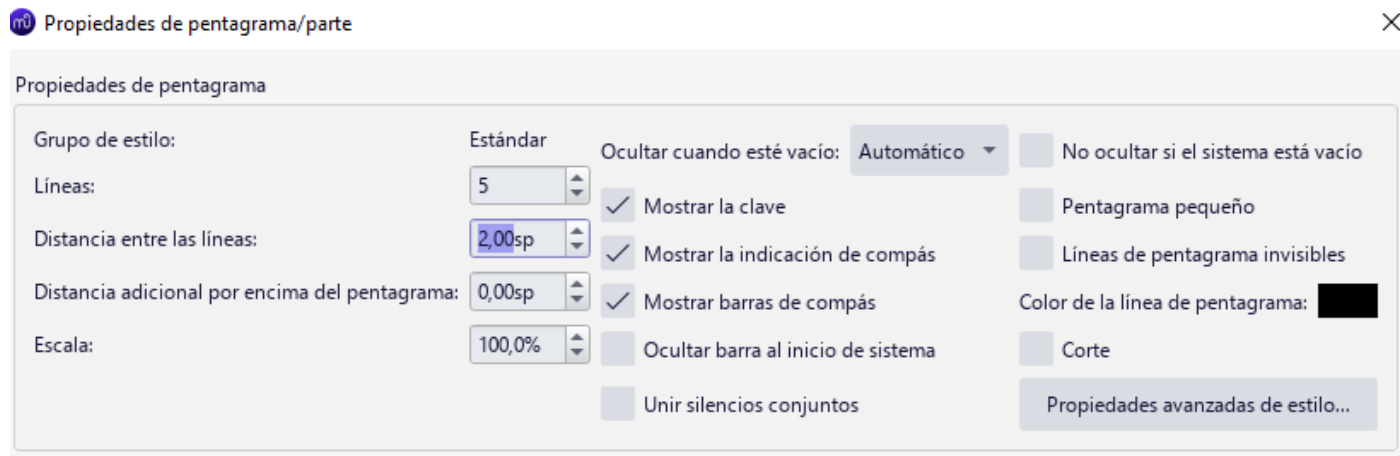 Propiedades de pentagrama/parte
Propiedades de pentagrama
Grupo de estilo:
Estándar
Líneas:
5
Distancia entre las líneas:
2,00sp
Distancia adicional por encima del pentagrama:
0,00sp
Escala:
100,0%
Ocultar cuando esté vacío:
Automático
Mostrar la clave
Mostrar la indicación de compás
Mostrar barras de compás
Ocultar barra al inicio de sistema
Unir silencios conjuntos
No ocultar si el sistema está vacío
Pentagrama pequeño
Líneas de pentagrama invisibles
Color de la línea de pentagrama:
Corte
Propiedades avanzadas de estilo...